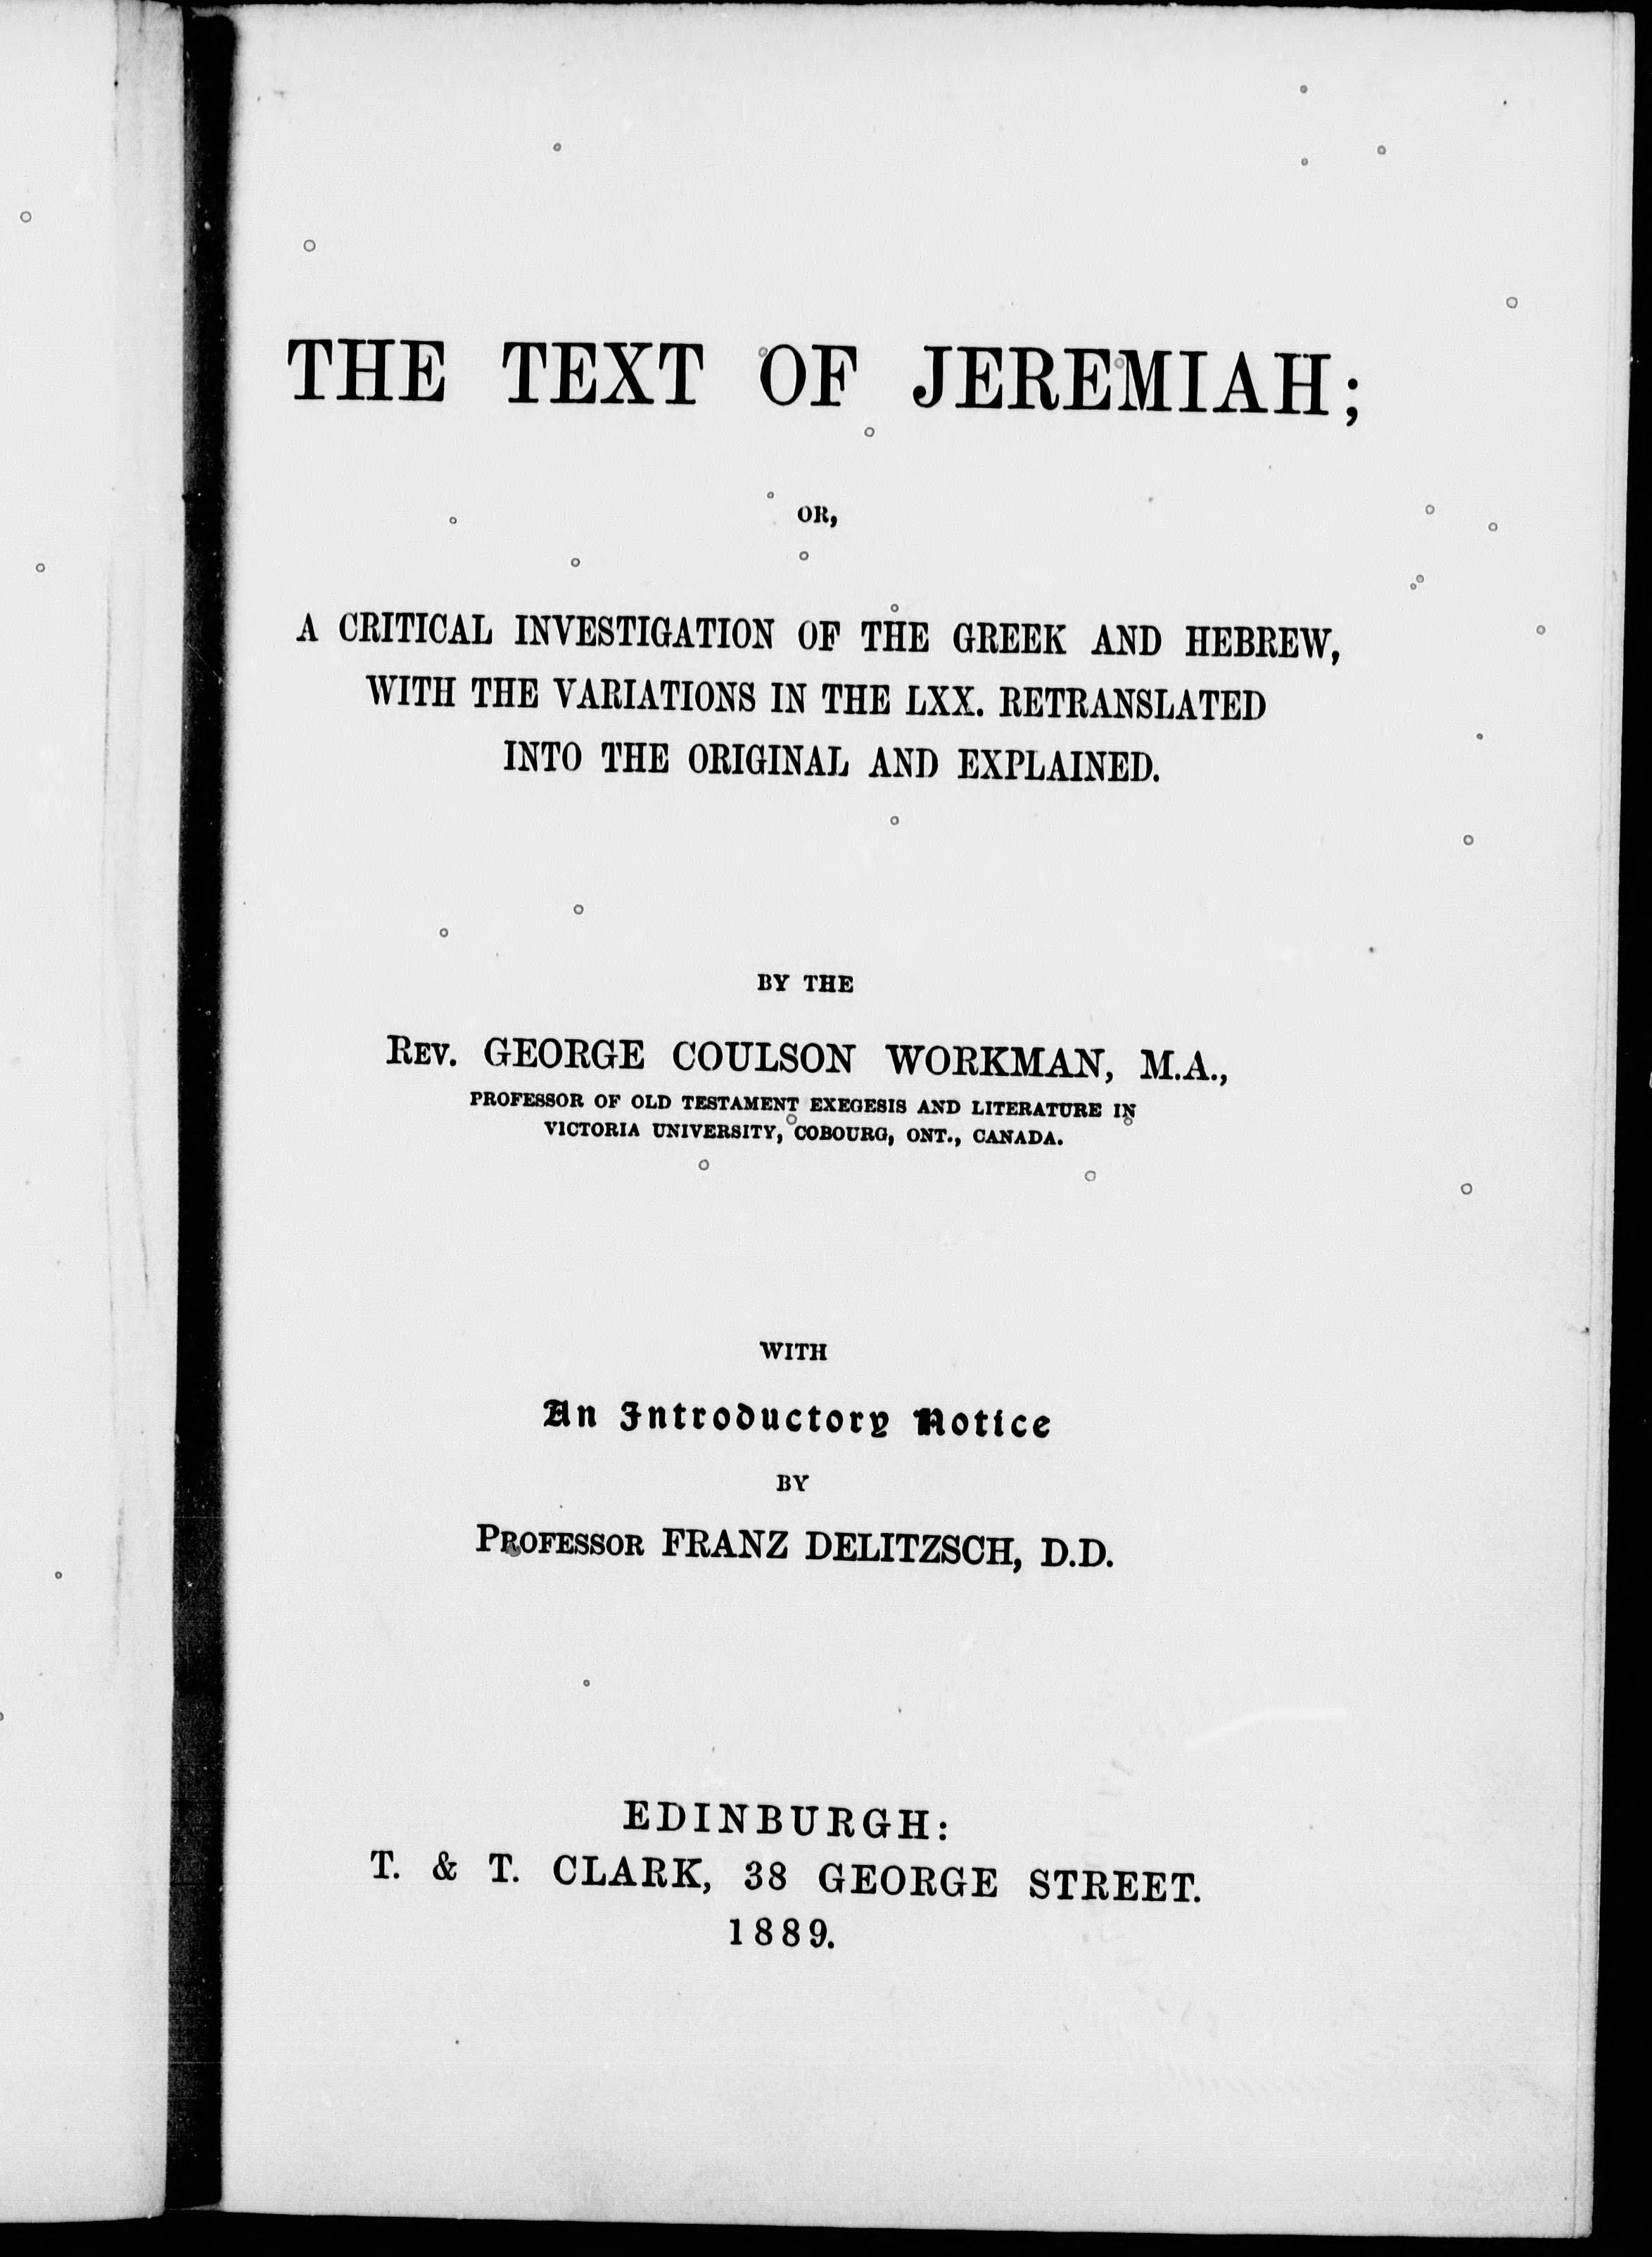 THE TEXT OF JEREMIAH;
OR,
A CRITICAL INVESTIGATION OF THE GREEK AND HEBREW,
WITH THE VARIATIONS IN THE LXX. RETRANSLATED
INTO THE ORIGINAL AND EXPLAINED.
BY THE
REV. GEORGE COULSON WORKMAN, M.A.,
PROFESSOR OF OLD TESTAMENT EXEGESIS AND LITERATURE IN
VICTORIA UNIVERSITY, COBOURG, ONT., CANADA.
WITH
An Introductory Notice
BY
PROFESSOR FRANZ DELITZSCH, D.D.
EDINBURGH:
T. & T. CLARK, 38 GEORGE STREET.
1889.